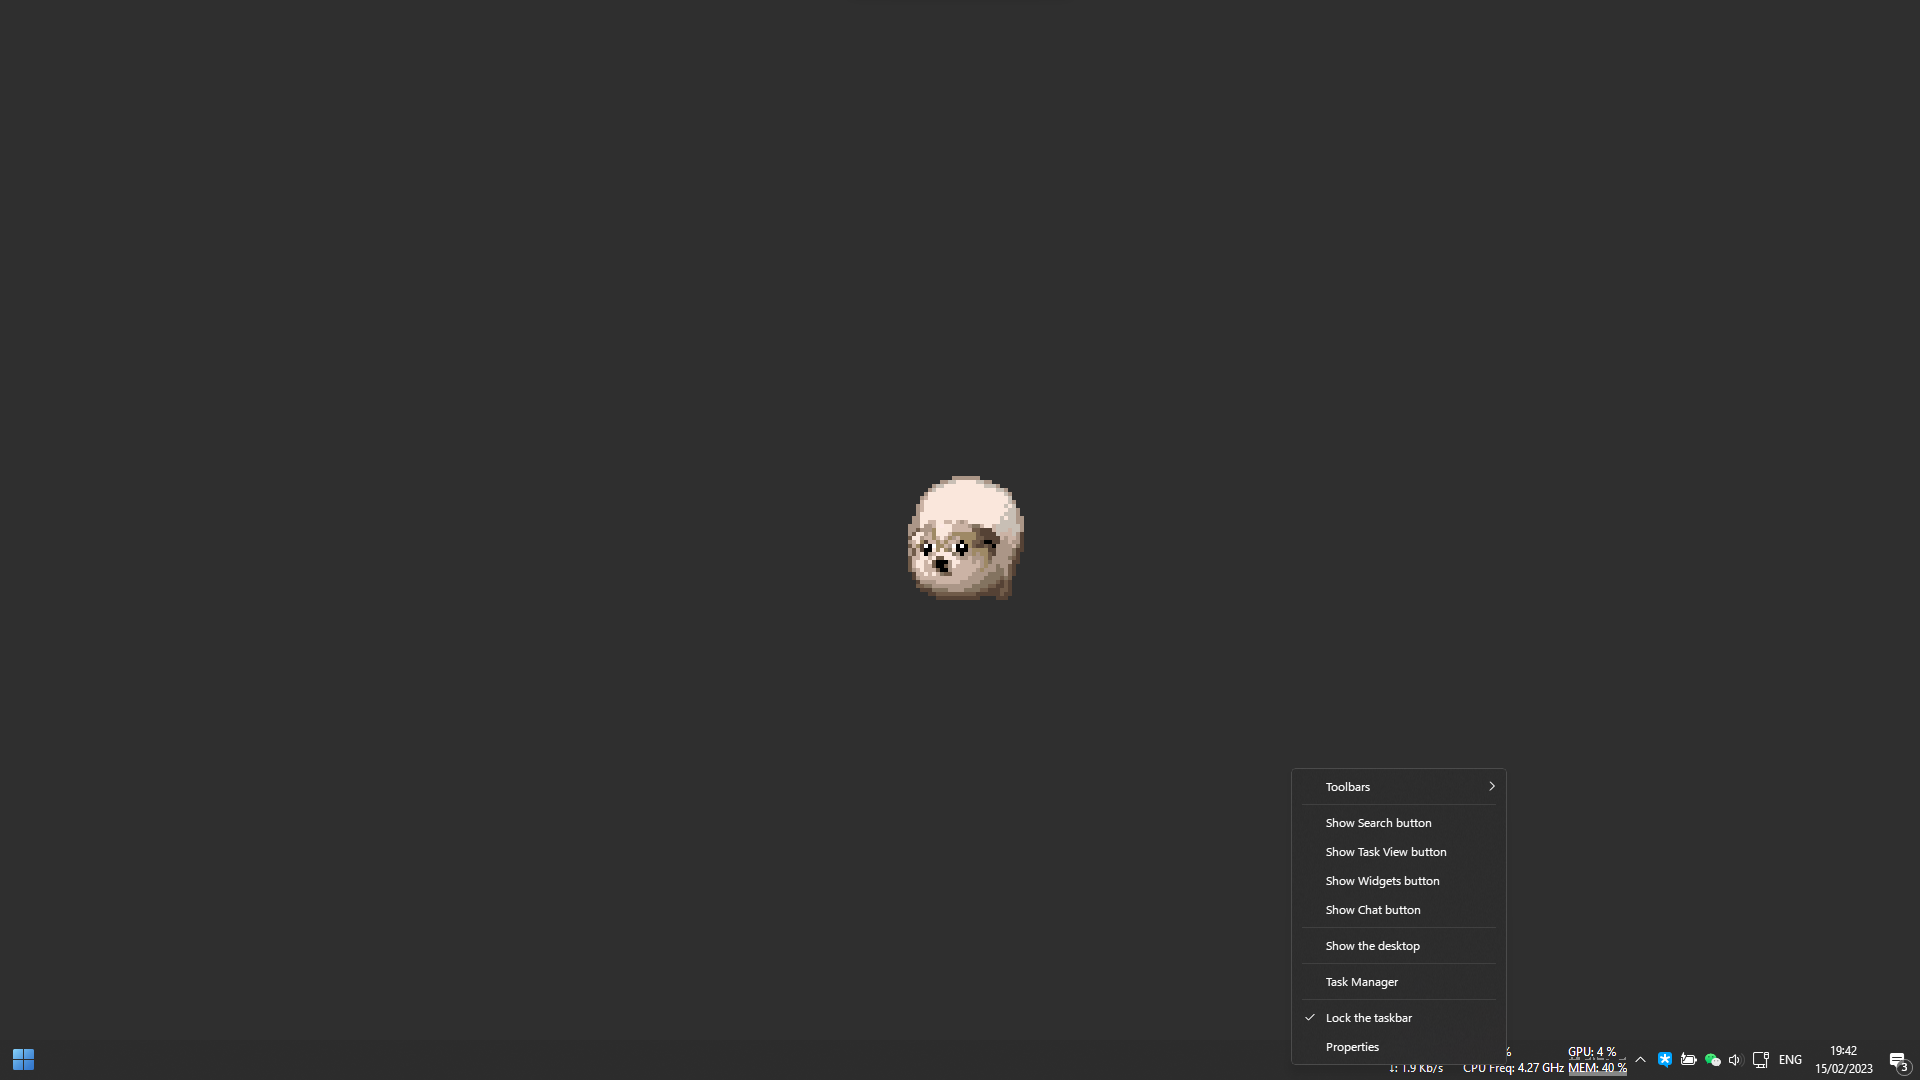 Toolbars
Show Search button
Show Task View button
Show Widgets button
Show Chat button
Show the desktop
Task Manager
Lock the taskbar
Properties
%
GPU: 4 %
↓: 1.9 Kb/s
CPU Freq: 4.27 GHz MEM: 40 %
ENG
19:42
15/02/2023
3